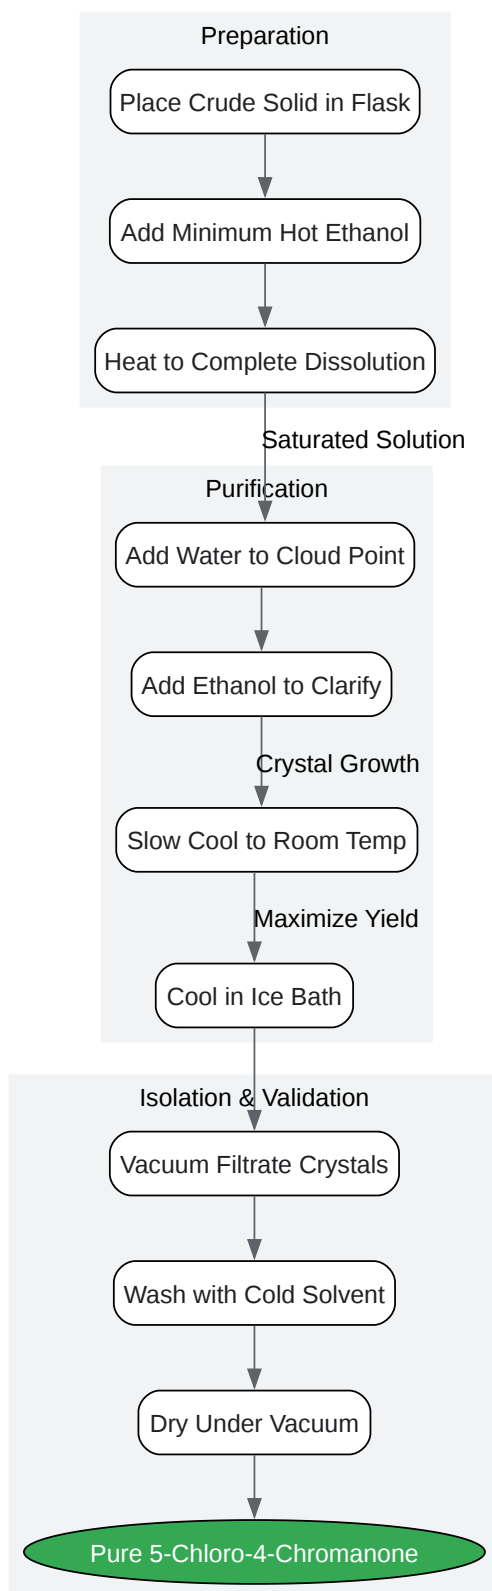 Preparation
Place Crude Solid in Flask
Add Minimum Hot Ethanol
Heat to Complete Dissolution
Saturated Solution
Purification
Add Water to Cloud Point
Add Ethanol to Clarify
Crystal Growth
Slow Cool to Room Temp
Maximize Yield
Cool in Ice Bath
Isolation & Validation
Vacuum Filtrate Crystals
Wash with Cold Solvent
Dry Under Vacuum
Pure 5-Chloro-4-Chromanone